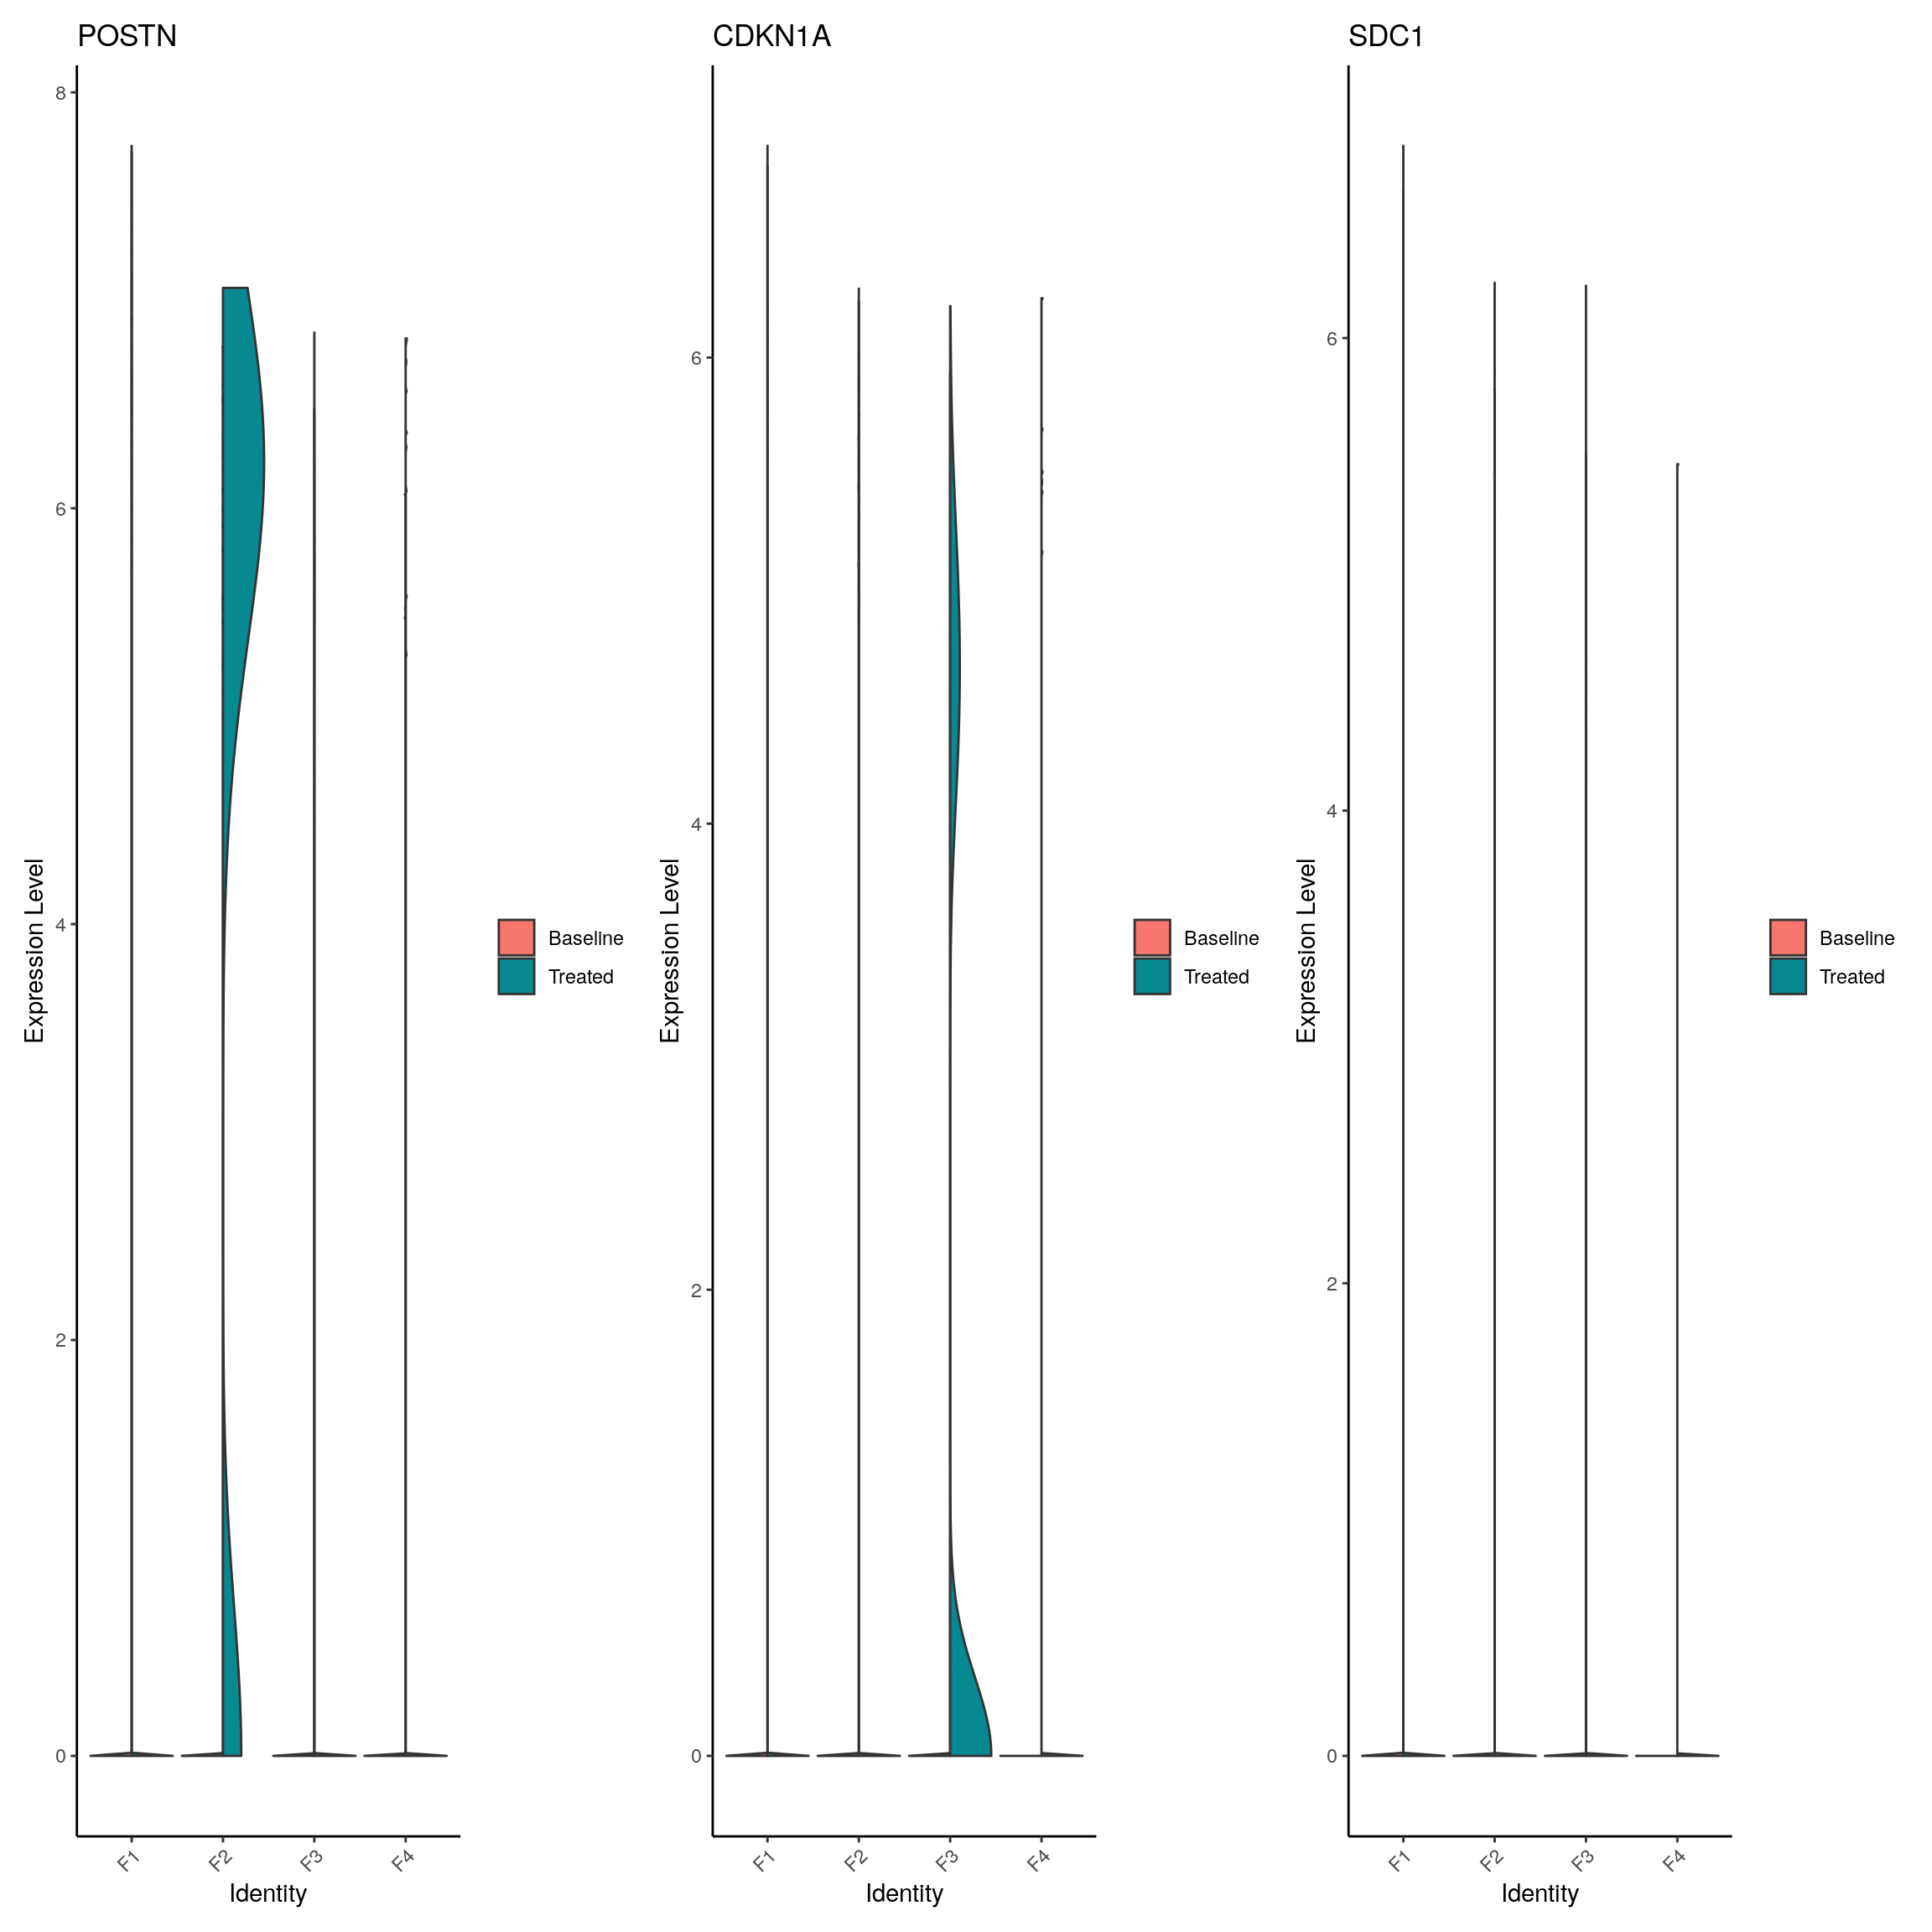 POSTN
8
6
4
2
0
Expression Level
F1
F2
F3
F4
Identity
Baseline
Treated
CDKN1A
6
4
2
0
Expression Level
F1
F2
F3
F4
Identity
Baseline
Treated
SDC1
6
4
2
0
Expression Level
F1
F2
F3
F4
Identity
Baseline
Treated